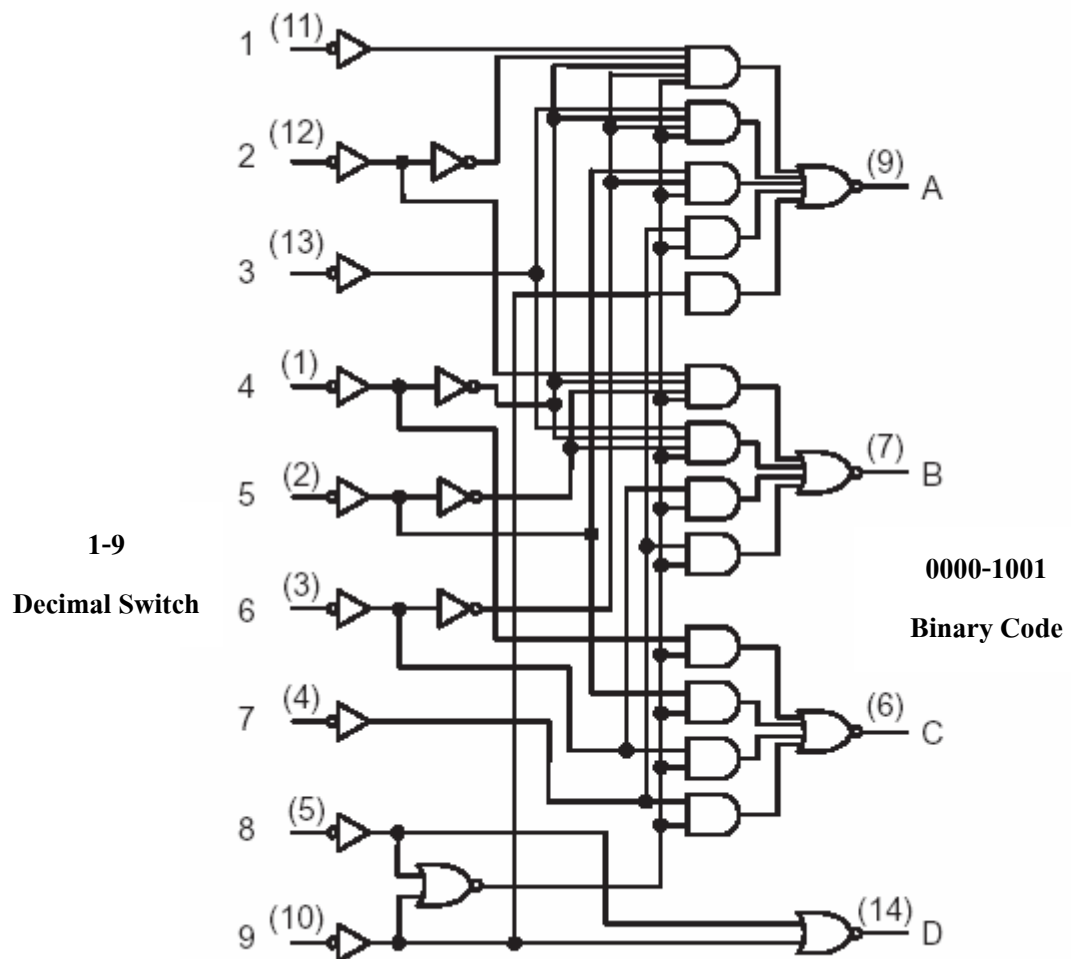 1 (11)
2 (12)
3 (13)
4 (1)
5 (2)
6 (3)
7 (4)
8 (5)
9 (10)
1-9
Decimal Switch
(9) A
(7) B
(6) C
(14) D
0000-1001
Binary Code